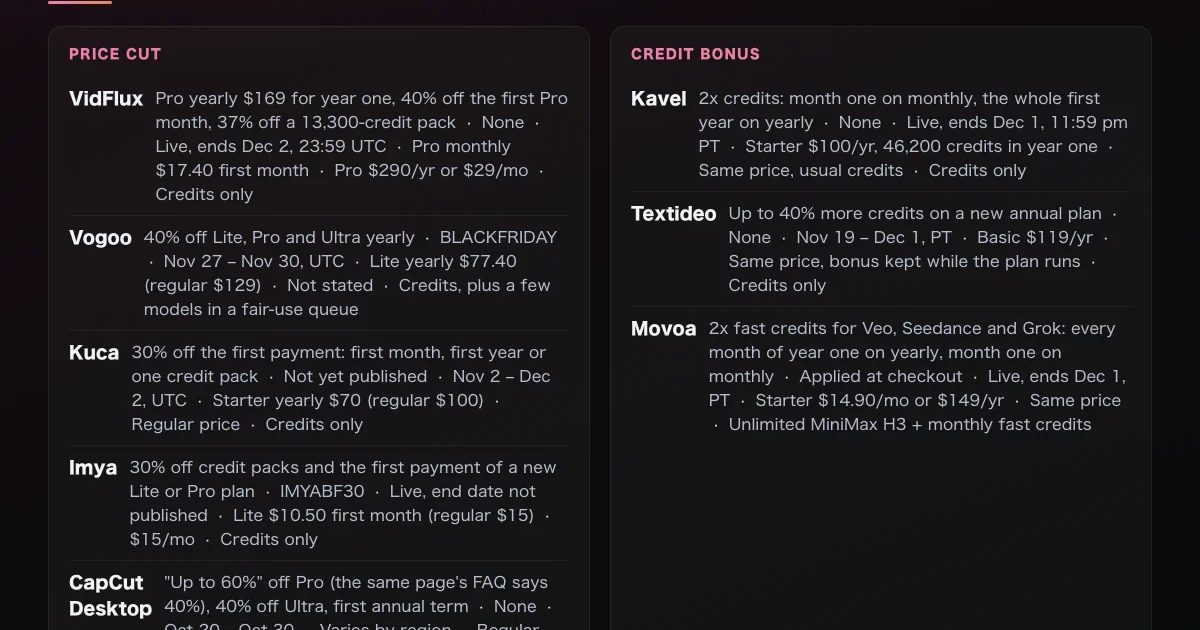 PRICE CUT
VidFlux Pro yearly $169 for year one, 40% off the first Pro
month, 37% off a 13,300-credit pack · None ·
Live, ends Dec 2, 23:59 UTC · Pro monthly
$17.40 first month · Pro $290/yr or $29/mo ·
Credits only
Vogoo 40% off Lite, Pro and Ultra yearly · BLACKFRIDAY
· Nov 27 – Nov 30, UTC · Lite yearly $77.40
(regular $129) · Not stated · Credits, plus a few
models in a fair-use queue
Kuca 30% off the first payment: first month, first year or
one credit pack · Not yet published · Nov 2 – Dec
2, UTC · Starter yearly $70 (regular $100) ·
Regular price · Credits only
Imya 30% off credit packs and the first payment of a new
Lite or Pro plan · IMYABF30 · Live, end date not
published · Lite $10.50 first month (regular $15) ·
$15/mo · Credits only
CapCut Desktop "Up to 60%" off Pro (the same page's FAQ says
40%), 40% off Ultra, first annual term · None ·
Oct 20 – Oct 30 · Varies by region · Regular
CREDIT BONUS
Kavel 2x credits: month one on monthly, the whole first
year on yearly · None · Live, ends Dec 1, 11:59 pm
PT · Starter $100/yr, 46,200 credits in year one ·
Same price, usual credits · Credits only
Textideo Up to 40% more credits on a new annual plan ·
None · Nov 19 – Dec 1, PT · Basic $119/yr ·
Same price, bonus kept while the plan runs ·
Credits only
Movoa 2x fast credits for Veo, Seedance and Grok: every
month of year one on yearly, month one on
monthly · Applied at checkout · Live, ends Dec 1,
PT · Starter $14.90/mo or $149/yr · Same price
· Unlimited MiniMax H3 + monthly fast credits